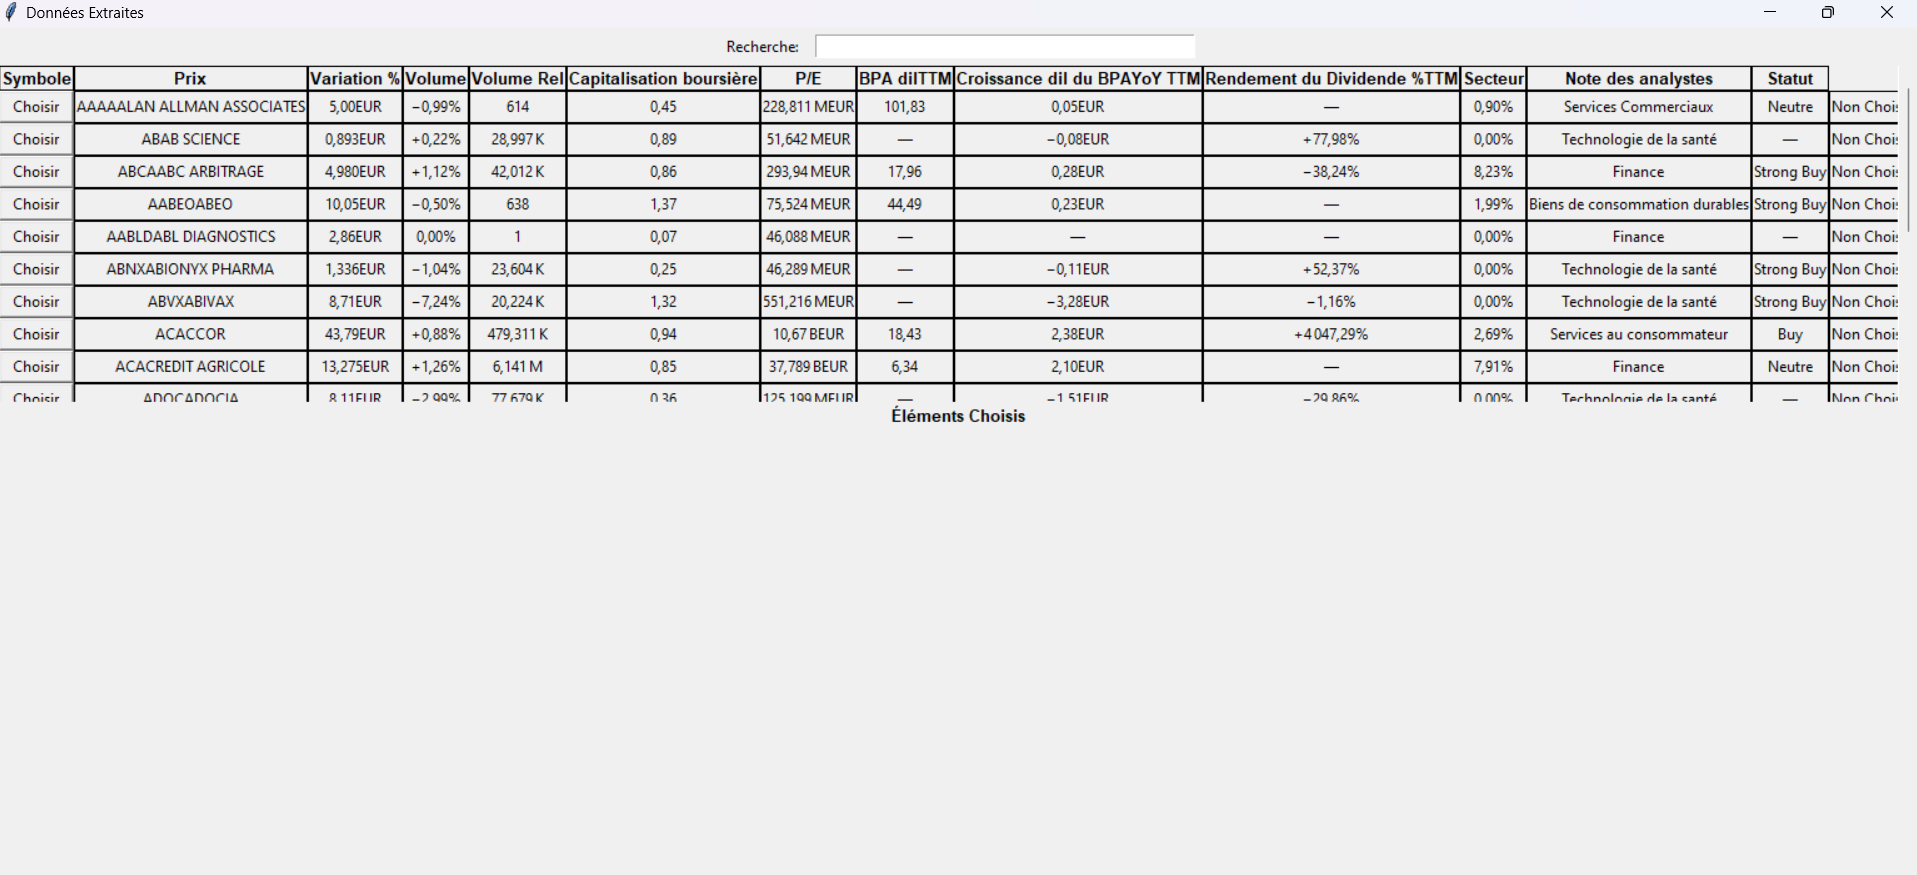 Données Extraites
Recherche:
Symbole Prix Variation % Volume Volume Rel Capitalisation boursière P/E BPA dilTTM Croissance dil du BPAYoY TTM Rendement du Dividende %TTM Secteur Note des analystes Statut
Choisir AAAAALAN ALLMAN ASSOCIATES 5,00EUR −0,99% 614 0,45 228,811 MEUR 101,83 0,05EUR — 0,90% Services Commerciaux Neutre Non Chois
Choisir ABAB SCIENCE 0,893EUR +0,22% 28,997 K 0,89 51,642 MEUR — −0,08EUR +77,98% 0,00% Technologie de la santé — Non Chois
Choisir ABCAABC ARBITRAGE 4,980EUR +1,12% 42,012 K 0,86 293,94 MEUR 17,96 0,28EUR −38,24% 8,23% Finance Strong Buy Non Chois
Choisir AABEOABEO 10,05EUR −0,50% 638 1,37 75,524 MEUR 44,49 0,23EUR — 1,99% Biens de consommation durables Strong Buy Non Chois
Choisir AABLDABL DIAGNOSTICS 2,86EUR 0,00% 1 0,07 46,088 MEUR — — — 0,00% Finance — Non Chois
Choisir ABNXABIONYX PHARMA 1,336EUR −1,04% 23,604 K 0,25 46,289 MEUR — −0,11EUR +52,37% 0,00% Technologie de la santé Strong Buy Non Chois
Choisir ABVXABIVAX 8,71EUR −7,24% 20,224 K 1,32 551,216 MEUR — −3,28EUR −1,16% 0,00% Technologie de la santé Strong Buy Non Chois
Choisir ACACCOR 43,79EUR +0,88% 479,311 K 0,94 10,67 BEUR 18,43 2,38EUR +4 047,29% 2,69% Services au consommateur Buy Non Chois
Choisir ACACREDIT AGRICOLE 13,275EUR +1,26% 6,141 M 0,85 37,789 BEUR 6,34 2,10EUR — 7,91% Finance Neutre Non Chois
Choisir ADOCADOCIA 8,11EUR −2,99% 77,679 K 0,36 125,199 MEUR — −1,51EUR −29,86% 0,00% Technologie de la santé — Non Chois
Éléments Choisis